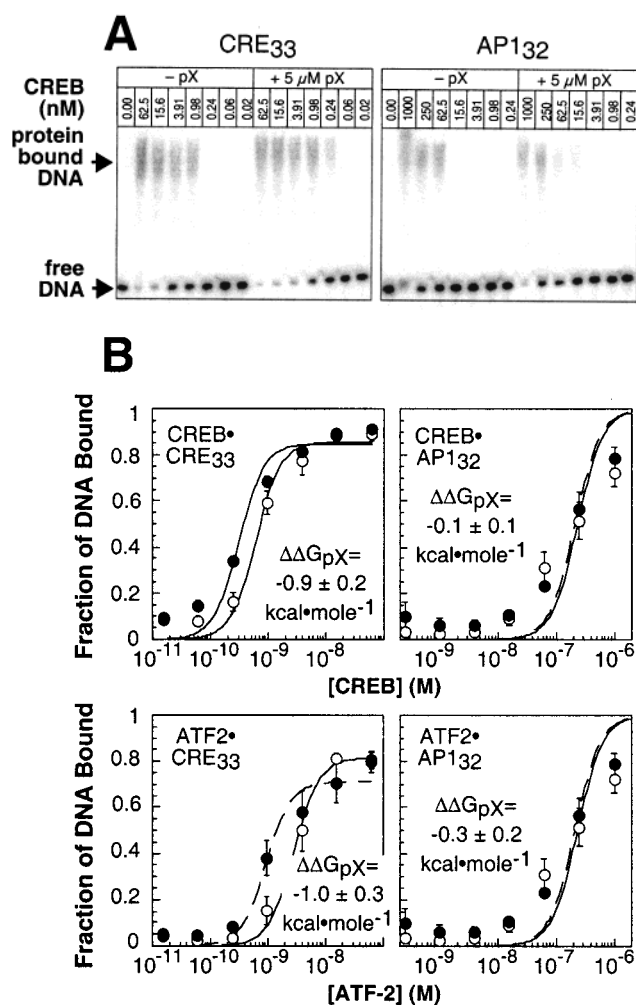 A
CRE33 AP132
CREB (nM) – pX + 5 µM pX – pX + 5 µM pX
0.00 62.5 15.6 3.91 0.98 0.24 0.06 0.02 62.5 15.6 3.91 0.98 0.24 0.06 0.02
0.00 1000 250 62.5 15.6 3.91 0.98 0.24 1000 250 62.5 15.6 3.91 0.98 0.24
protein
bound
DNA
free
DNA
B
Fraction of DNA Bound
1
0.8
0.6
0.4
0.2
0
CREB•
CRE33
ΔΔGpX=
-0.9 ± 0.2
kcal•mole-1
10-11 10-10 10-9 10-8
CREB•
AP132
ΔΔGpX=
-0.1 ± 0.1
kcal•mole-1
10-9 10-8 10-7 10-6
[CREB] (M)
Fraction of DNA Bound
1
0.8
0.6
0.4
0.2
0
ATF2•
CRE33
ΔΔGpX=
-1.0 ± 0.3
kcal•mole-1
10-11 10-10 10-9 10-8
ATF2•
AP132
ΔΔGpX=
-0.3 ± 0.2
kcal•mole-1
10-9 10-8 10-7 10-6
[ATF-2] (M)